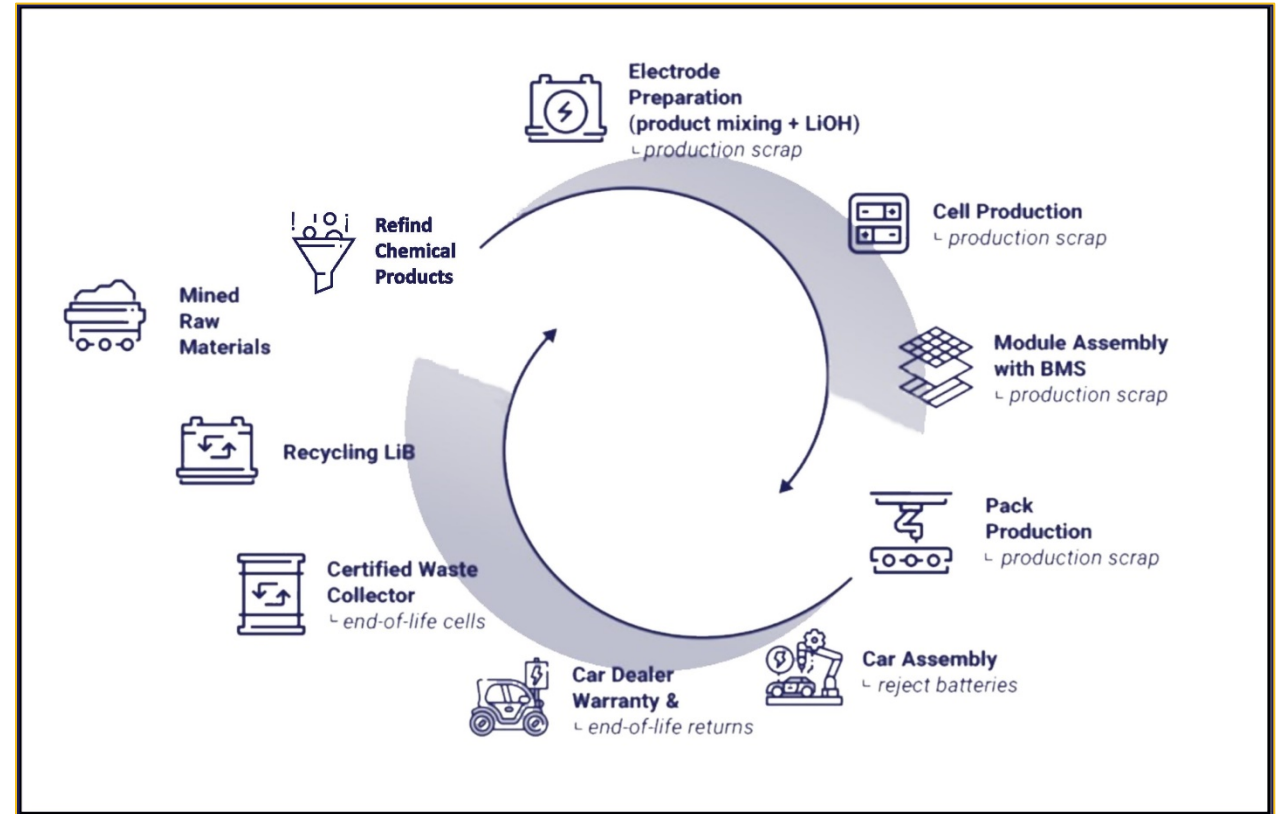 Electrode
Preparation
(product mixing + LiOH)
production scrap
Cell Production
production scrap
Module Assembly
with BMS
production scrap
Pack
Production
production scrap
Car Assembly
reject batteries
Car Dealer
Warranty &
end-of-life returns
Certified Waste
Collector
end-of-life cells
Recycling LiB
Mined
Raw
Materials
Refind
Chemical
Products